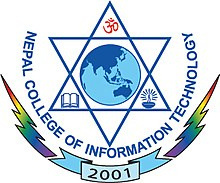 ॐ
NEPAL COLLEGE OF INFORMATION TECHNOLOGY
2001